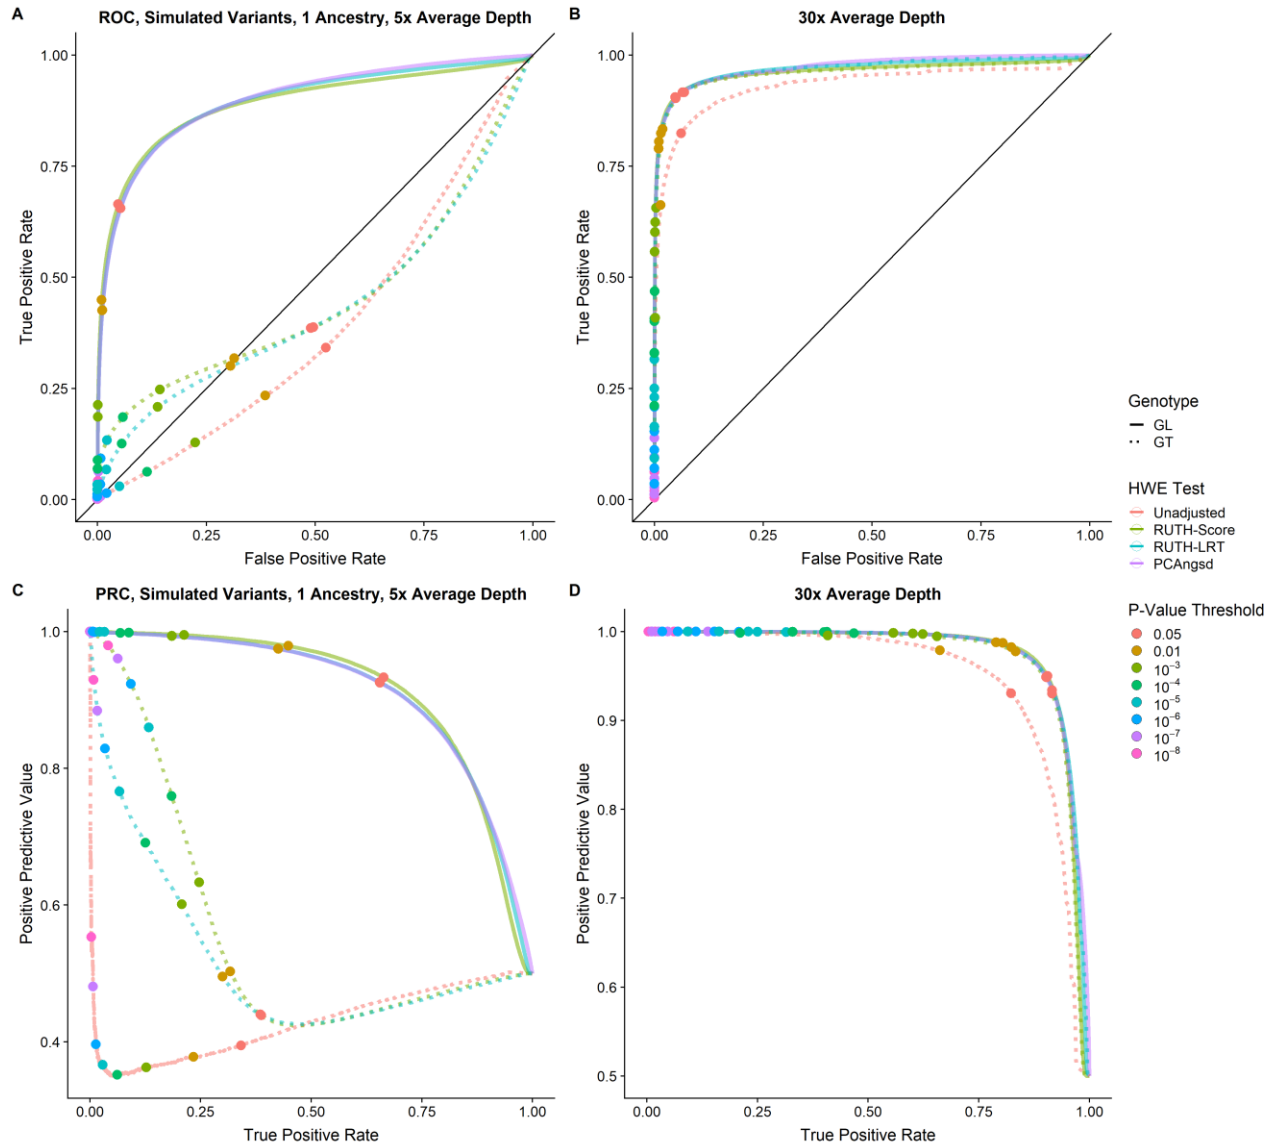 A
ROC, Simulated Variants, 1 Ancestry, 5x Average Depth
1.00
0.75
0.50
0.25
0.00
True Positive Rate
0.00 0.25 0.50 0.75 1.00
False Positive Rate
B
30x Average Depth
1.00
0.75
0.50
0.25
0.00
True Positive Rate
0.00 0.25 0.50 0.75 1.00
False Positive Rate
Genotype
GL
GT
HWE Test
Unadjusted
RUTH-Score
RUTH-LRT
PCAngsd
P-Value Threshold
0.05
0.01
10⁻³
10⁻⁴
10⁻⁵
10⁻⁶
10⁻⁷
10⁻⁸
C
PRC, Simulated Variants, 1 Ancestry, 5x Average Depth
1.0
0.8
0.6
0.4
Positive Predictive Value
0.00 0.25 0.50 0.75 1.00
True Positive Rate
D
30x Average Depth
1.0
0.9
0.8
0.7
0.6
0.5
Positive Predictive Value
0.00 0.25 0.50 0.75 1.00
True Positive Rate